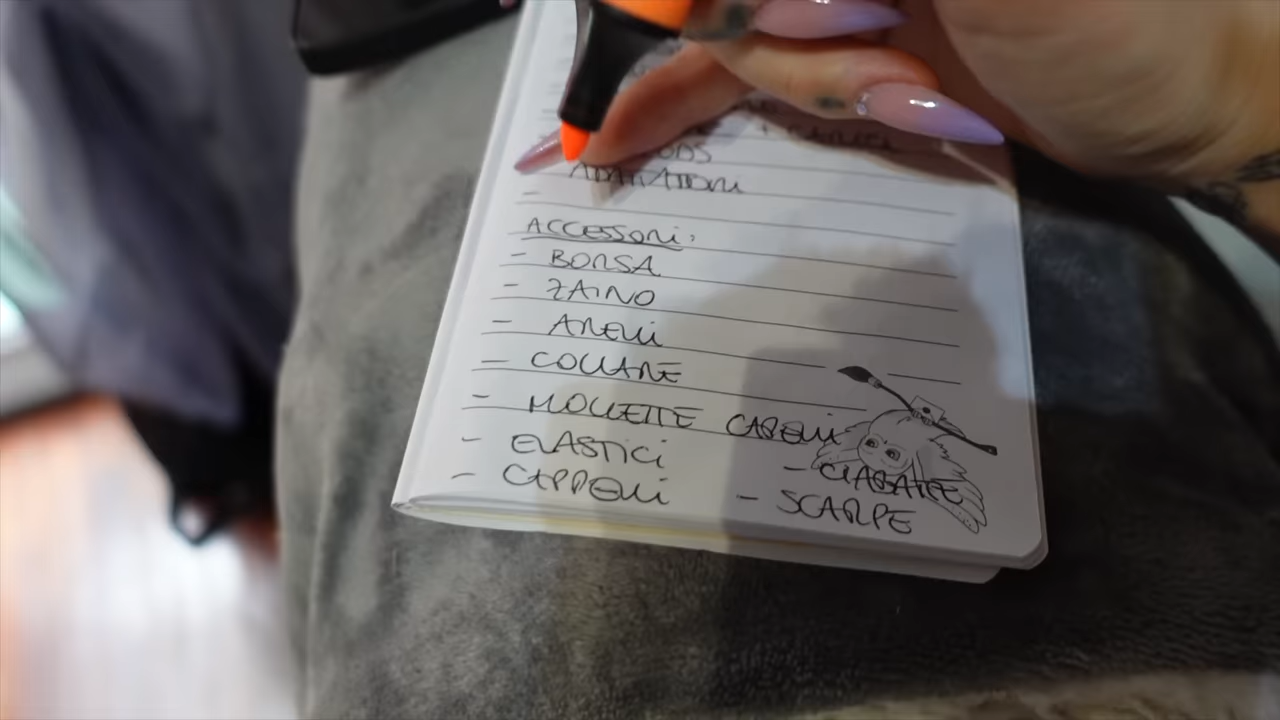 ADATTATORI
-
ACCESSORI:
- BORSA
- ZAINO
- ANELLI
- COLLANE
- MOLLETTE CAPELLI
- ELASTICI
- CIABATTE
- CAPPELLI
- SCARPE